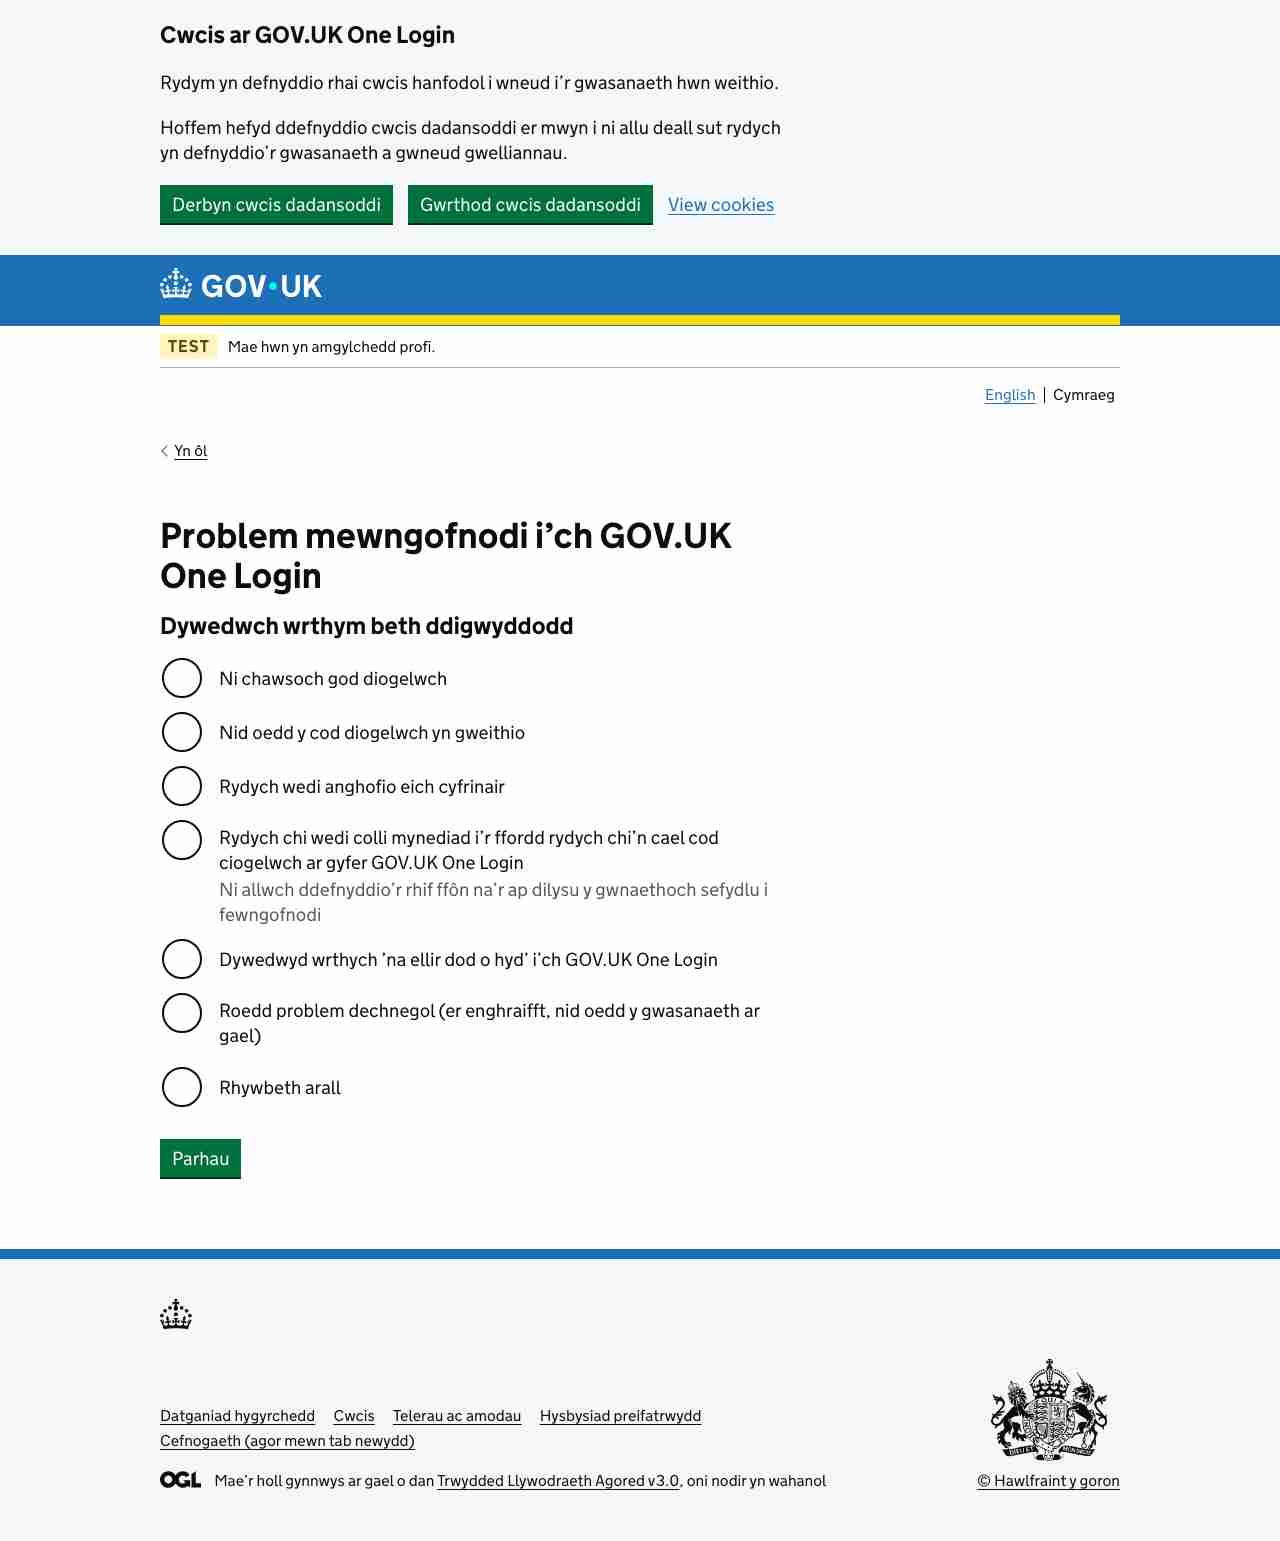 Cwcis ar GOV.UK One Login
Rydym yn defnyddio rhai cwcis hanfodol i wneud i’r gwasanaeth hwn weithio.
Hoffem hefyd ddefnyddio cwcis dadansoddi er mwyn i ni allu deall sut rydych
yn defnyddio’r gwasanaeth a gwneud gwelliannau.
Derbyn cwcis dadansoddi Gwrthod cwcis dadansoddi View cookies
GOV·UK
TEST Mae hwn yn amgylchedd profi.
English | Cymraeg
Yn ôl
Problem mewngofnodi i’ch GOV.UK
One Login
Dywedwch wrthym beth ddigwyddodd
Ni chawsoch god diogelwch
Nid oedd y cod diogelwch yn gweithio
Rydych wedi anghofio eich cyfrinair
Rydych chi wedi colli mynediad i’r ffordd rydych chi’n cael cod
ciogelwch ar gyfer GOV.UK One Login
Ni allwch ddefnyddio’r rhif ffôn na’r ap dilysu y gwnaethoch sefydlu i
fewngofnodi
Dywedwyd wrthych ’na ellir dod o hyd’ i’ch GOV.UK One Login
Roedd problem dechnegol (er enghraifft, nid oedd y gwasanaeth ar
gael)
Rhywbeth arall
Parhau
Datganiad hygyrchedd Cwcis Telerau ac amodau Hysbysiad preifatrwydd
Cefnogaeth (agor mewn tab newydd)
OGL Mae’r holl gynnwys ar gael o dan Trwydded Llywodraeth Agored v3.0, oni nodir yn wahanol
© Hawlfraint y goron